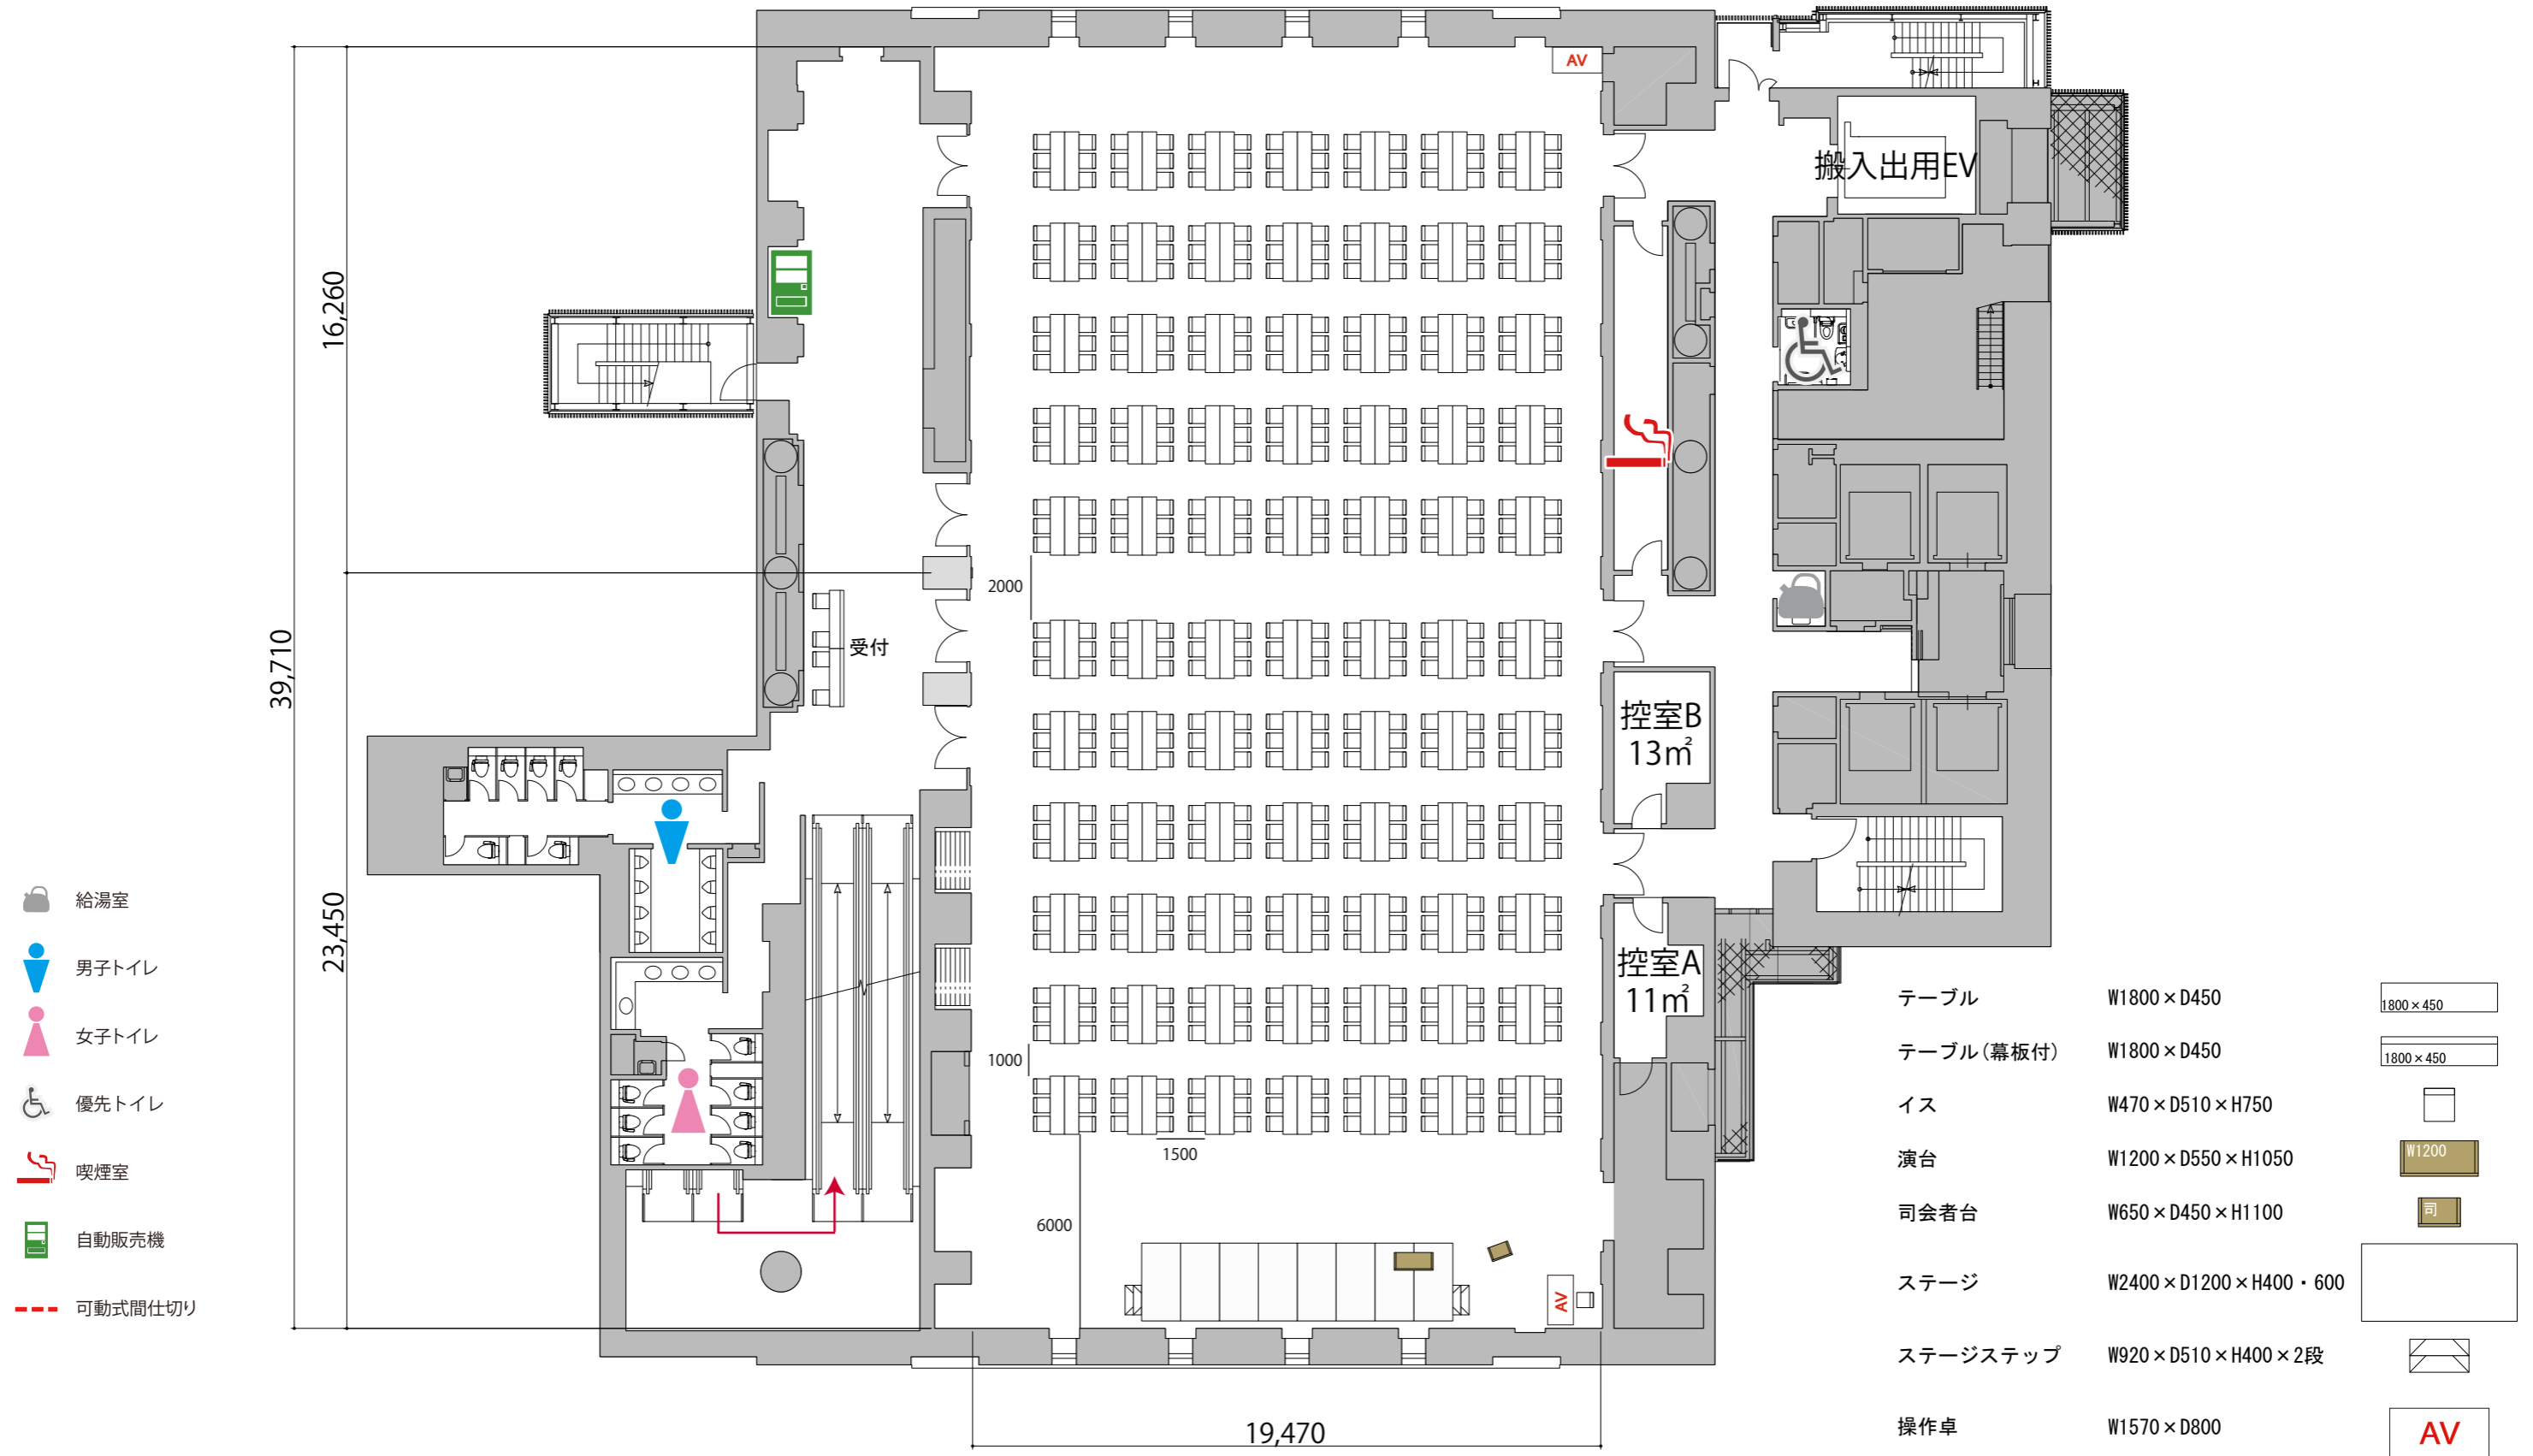 AV
搬入出用EV
16,260
39,710
2000
受付
控室B
13㎡
23,450
控室A
11㎡
1000
1500
6000
AV
19,470
給湯室
男子トイレ
女子トイレ
優先トイレ
喫煙室
自動販売機
可動式間仕切り
テーブル W1800×D450 1800×450
テーブル(幕板付) W1800×D450 1800×450
イス W470×D510×H750
演台 W1200×D550×H1050 W1200
司会者台 W650×D450×H1100 司
ステージ W2400×D1200×H400・600
ステージステップ W920×D510×H400×2段
操作卓 W1570×D800 AV